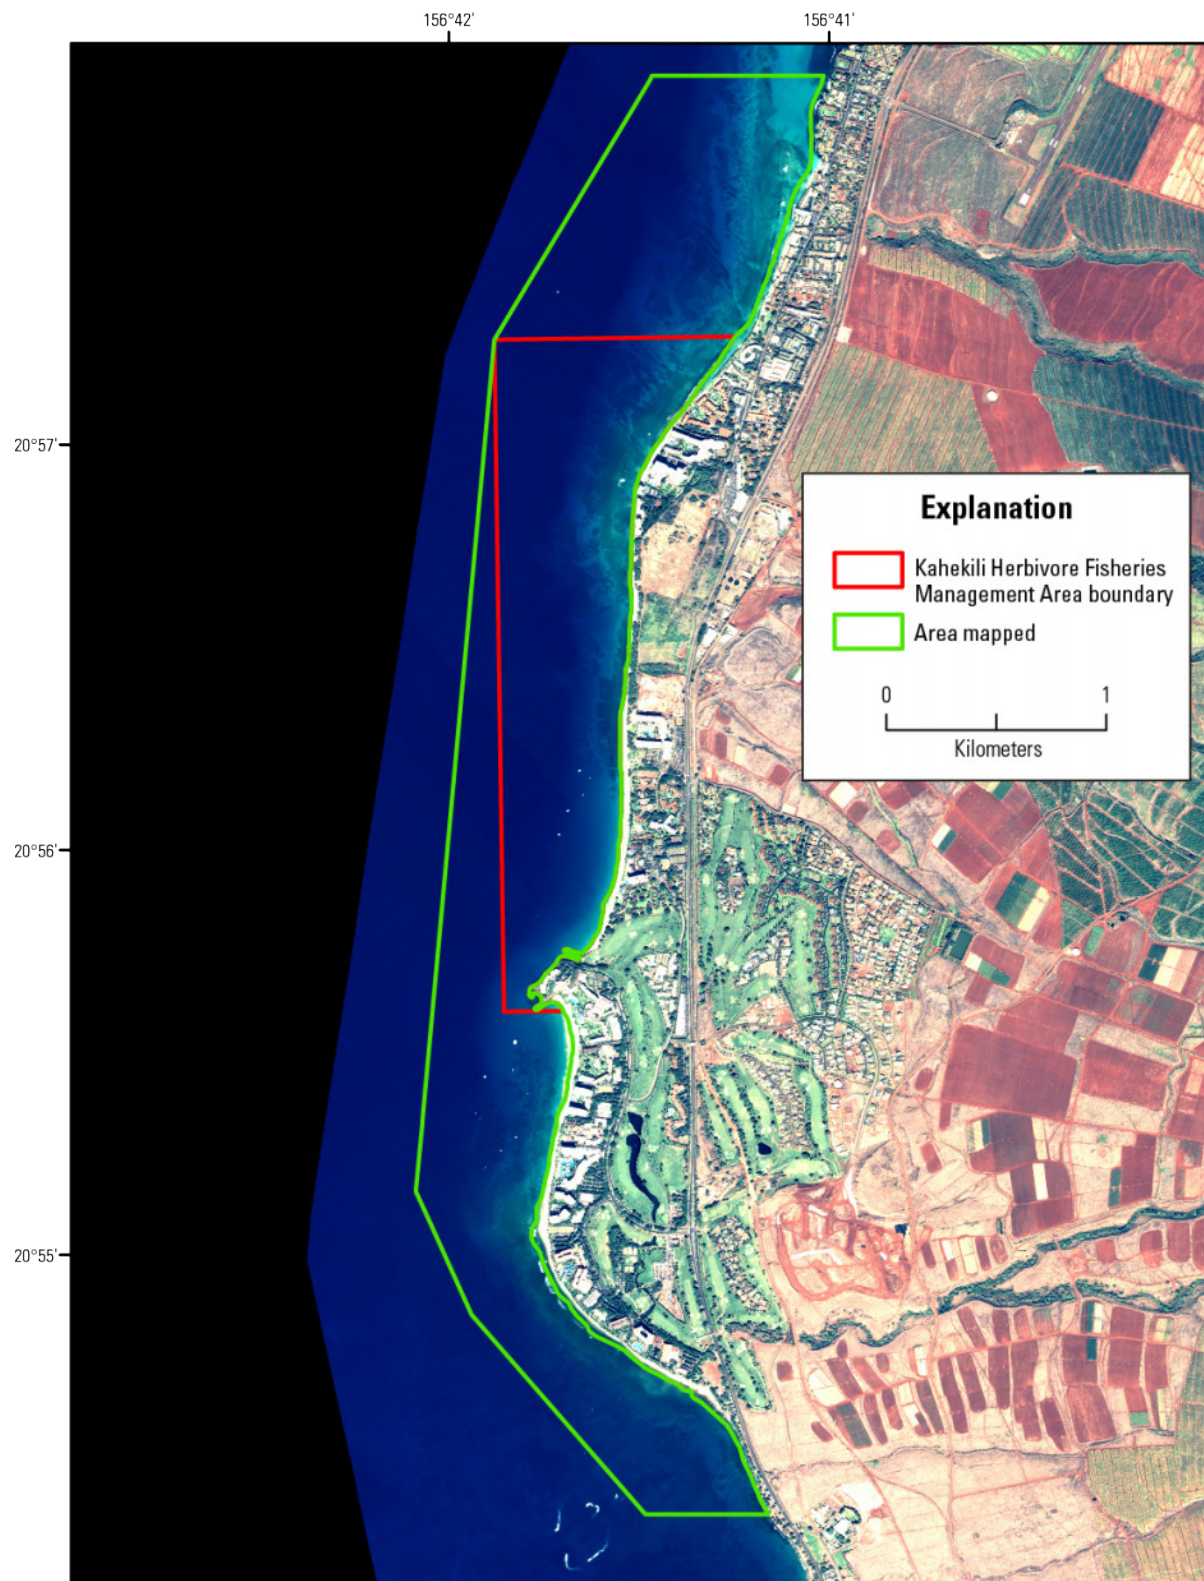 156°42'
156°41'
20°57'
Explanation
Kahekili Herbivore Fisheries
Management Area boundary
Area mapped
0 1
Kilometers
20°56'
20°55'